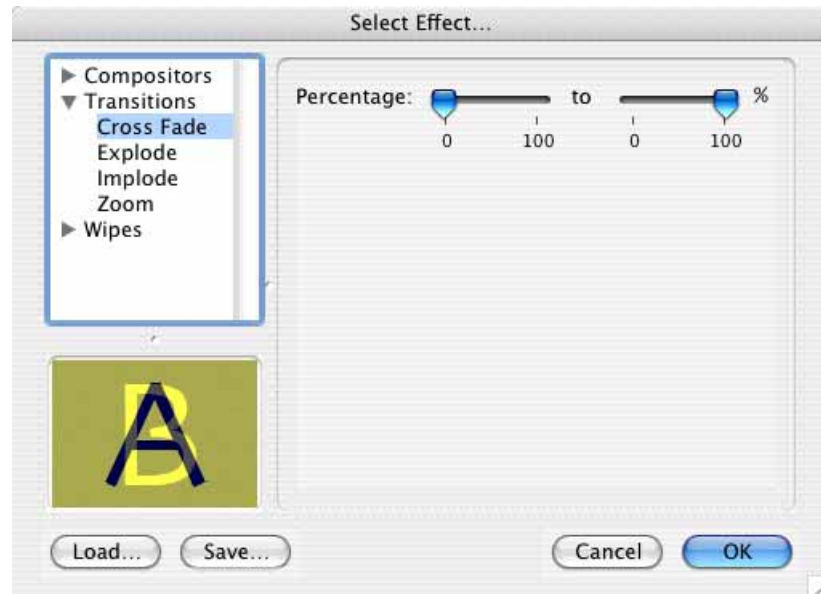 Select Effect...
Compositors
Transitions
Cross Fade
Explode
Implode
Zoom
Wipes
Percentage: to %
0 100 0 100
B
A
Load... Save... Cancel OK